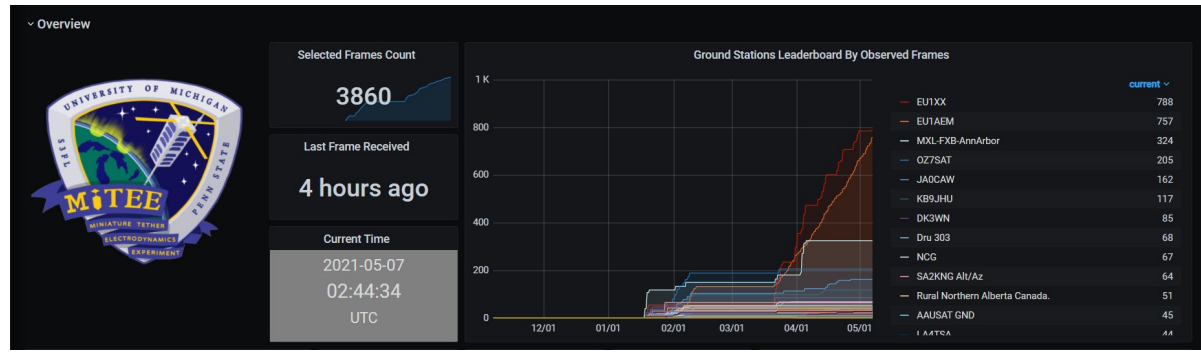 Overview
UNIVERSITY OF MICHIGAN
S3FL
PENN STATE
MiTEE
MINIATURE TETHER
ELECTRODYNAMICS
EXPERIMENT
Selected Frames Count
3860
Last Frame Received
4 hours ago
Current Time
2021-05-07
02:44:34
UTC
Ground Stations Leaderboard By Observed Frames
1 K
800
600
400
200
0
12/01 01/01 02/01 03/01 04/01 05/01
current
EU1XX 788
EU1AEM 757
MXL-FXB-AnnArbor 324
OZ7SAT 205
JA0CAW 162
KB9JHU 117
DK3WN 85
Dru 303 68
NCG 67
SA2KNG Alt/Az 64
Rural Northern Alberta Canada. 51
AAUSAT GND 45
LA4TSA 44